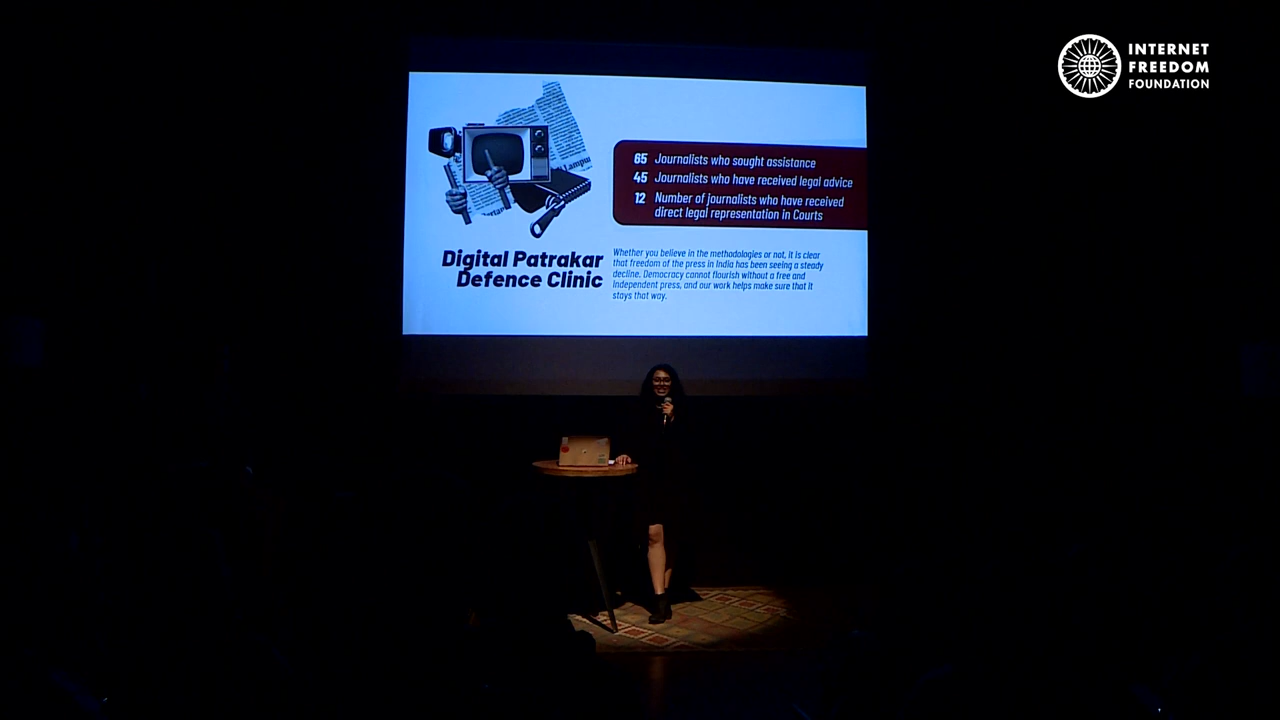 INTERNET
FREEDOM
FOUNDATION
65 Journalists who sought assistance
45 Journalists who have received legal advice
12 Number of journalists who have received
direct legal representation in Courts
Digital Patrakar
Defence Clinic
Whether you believe in the methodologies or not, it is clear
that freedom of the press in India has been seeing a steady
decline. Democracy cannot flourish without a free and
independent press, and our work helps make sure that it
stays that way.